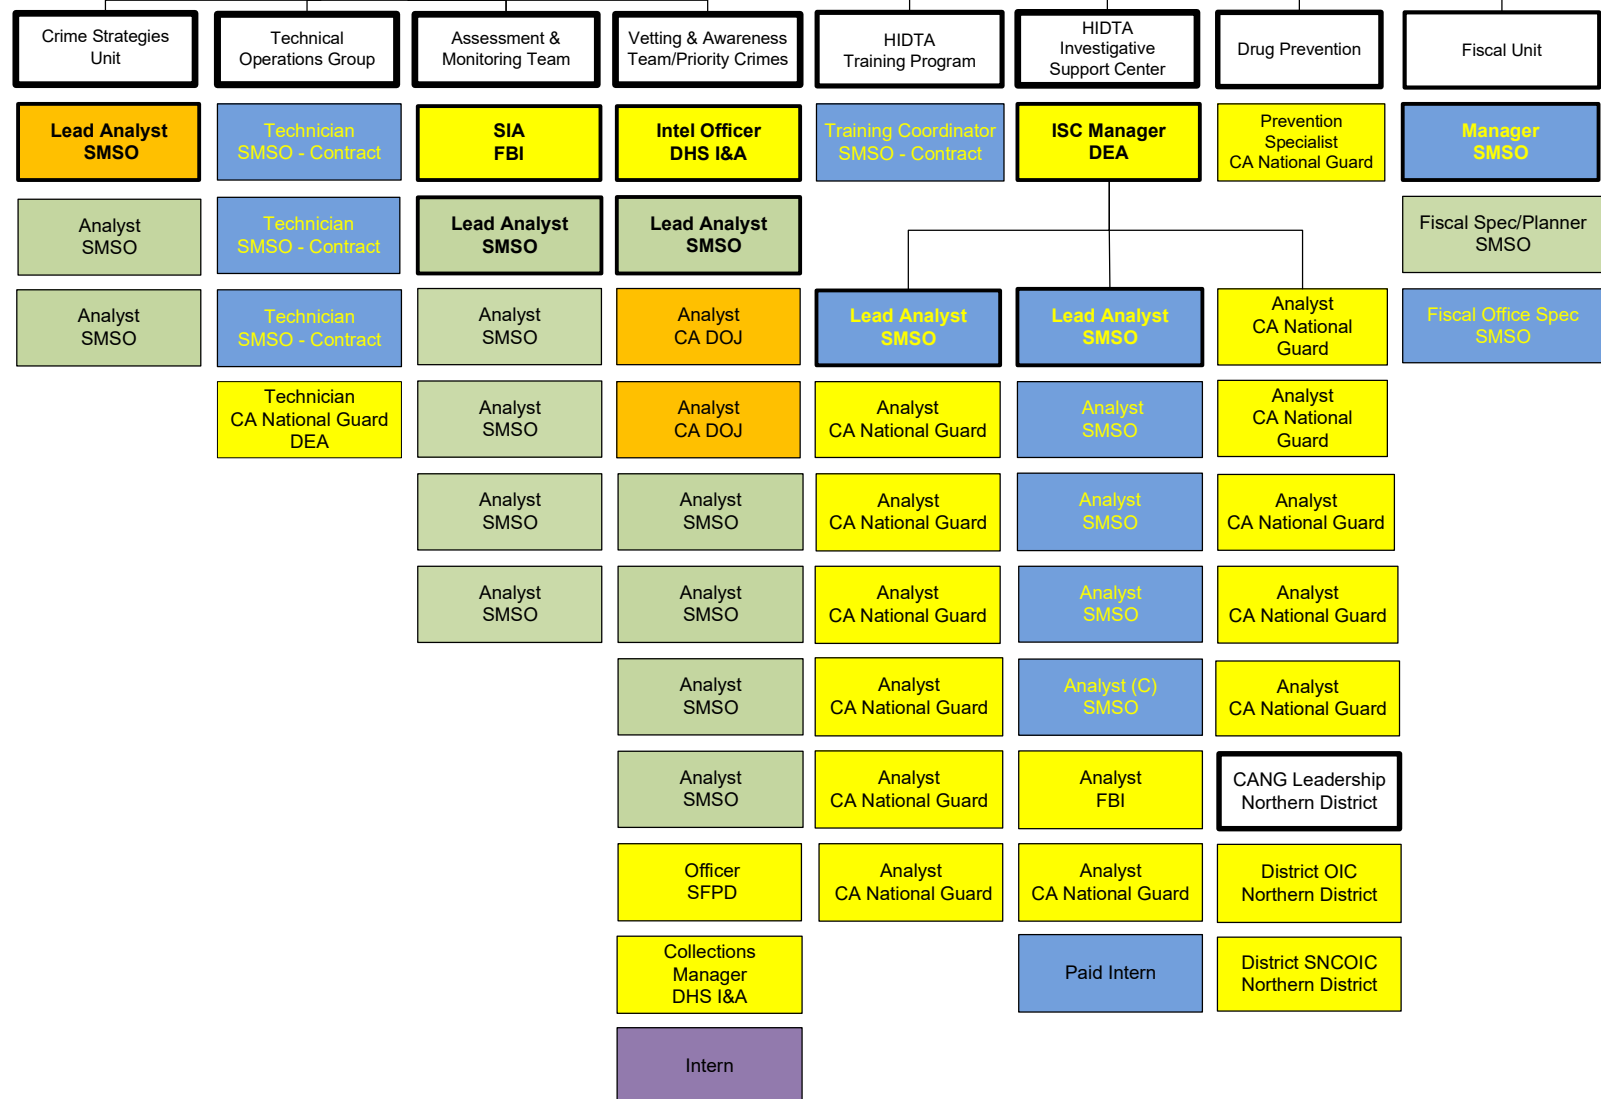 Crime Strategies
Unit
Technical
Operations Group
Assessment &
Monitoring Team
Vetting & Awareness
Team/Priority Crimes
HIDTA
Training Program
HIDTA
Investigative
Support Center
Drug Prevention
Fiscal Unit
Lead Analyst
SMSO
Technician
SMSO - Contract
SIA
FBI
Intel Officer
DHS I&A
Training Coordinator
SMSO - Contract
ISC Manager
DEA
Prevention
Specialist
CA National Guard
Manager
SMSO
Analyst
SMSO
Technician
SMSO - Contract
Lead Analyst
SMSO
Lead Analyst
SMSO
Fiscal Spec/Planner
SMSO
Analyst
SMSO
Technician
SMSO - Contract
Analyst
SMSO
Analyst
CA DOJ
Lead Analyst
SMSO
Lead Analyst
SMSO
Analyst
CA National
Guard
Fiscal Office Spec
SMSO
Technician
CA National Guard
DEA
Analyst
SMSO
Analyst
CA DOJ
Analyst
CA National Guard
Analyst
SMSO
Analyst
CA National
Guard
Analyst
SMSO
Analyst
SMSO
Analyst
CA National Guard
Analyst
SMSO
Analyst
CA National Guard
Analyst
SMSO
Analyst
SMSO
Analyst
CA National Guard
Analyst
SMSO
Analyst
CA National Guard
Analyst
SMSO
Analyst
CA National Guard
Analyst (C)
SMSO
Analyst
CA National Guard
Analyst
SMSO
Analyst
CA National Guard
Analyst
FBI
CANG Leadership
Northern District
Officer
SFPD
Analyst
CA National Guard
Analyst
CA National Guard
District OIC
Northern District
Collections
Manager
DHS I&A
Paid Intern
District SNCOIC
Northern District
Intern